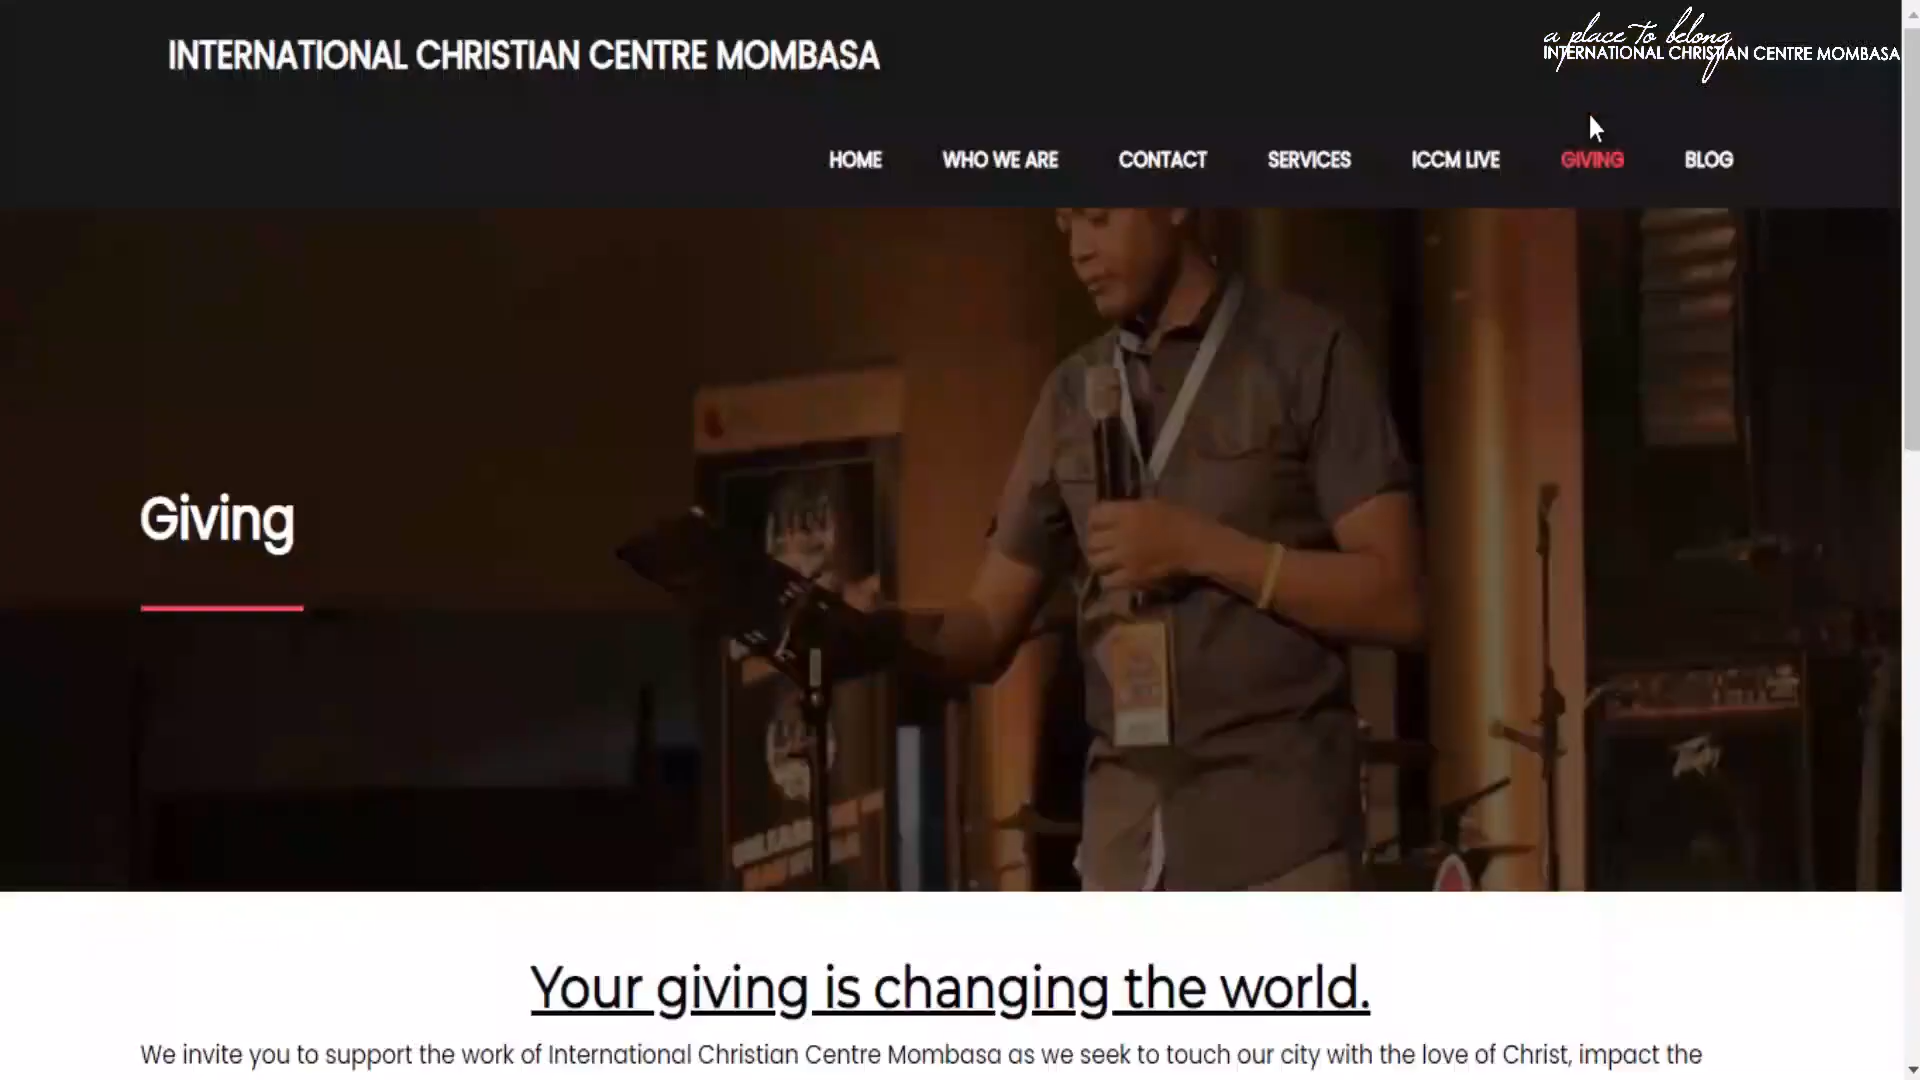 INTERNATIONAL CHRISTIAN CENTRE MOMBASA
a place to belong
INTERNATIONAL CHRISTIAN CENTRE MOMBASA
HOME WHO WE ARE CONTACT SERVICES ICCM LIVE GIVING BLOG
Giving
Your giving is changing the world.
We invite you to support the work of International Christian Centre Mombasa as we seek to touch our city with the love of Christ, impact the